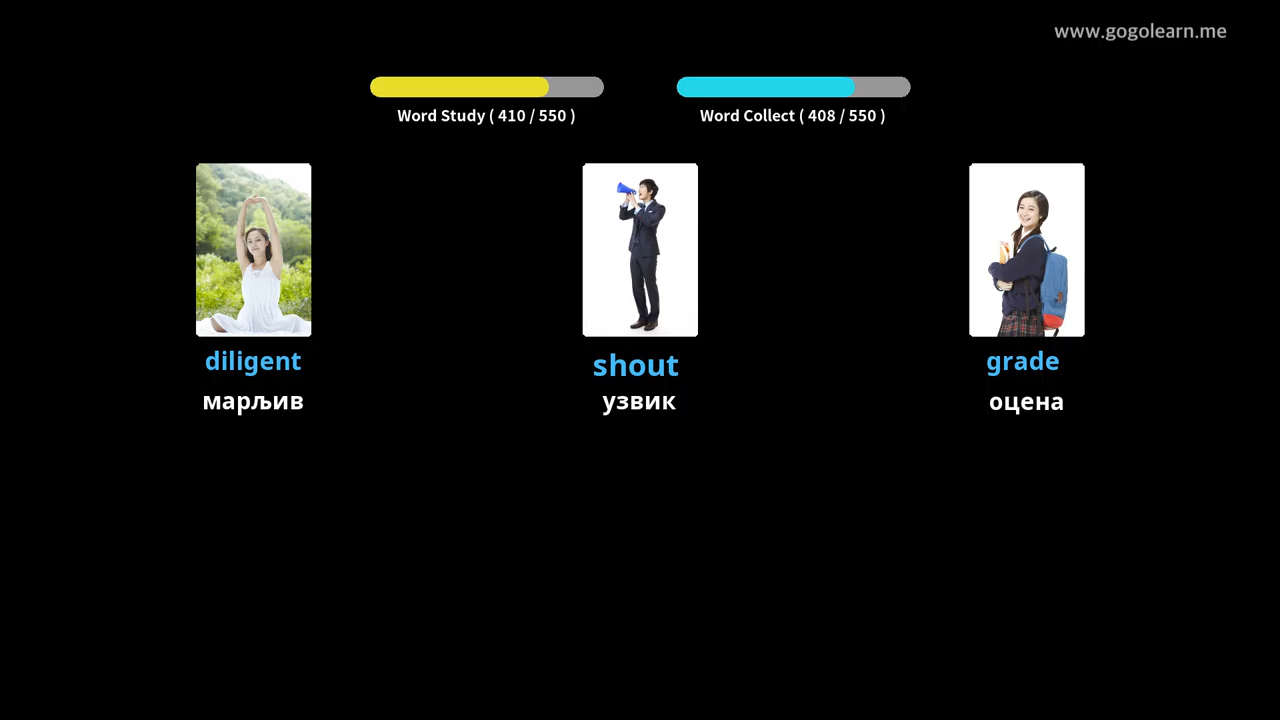 www.gogolearn.me
Word Study ( 410 / 550 )
Word Collect ( 408 / 550 )
diligent
shout
grade
марљив
узвик
оцена